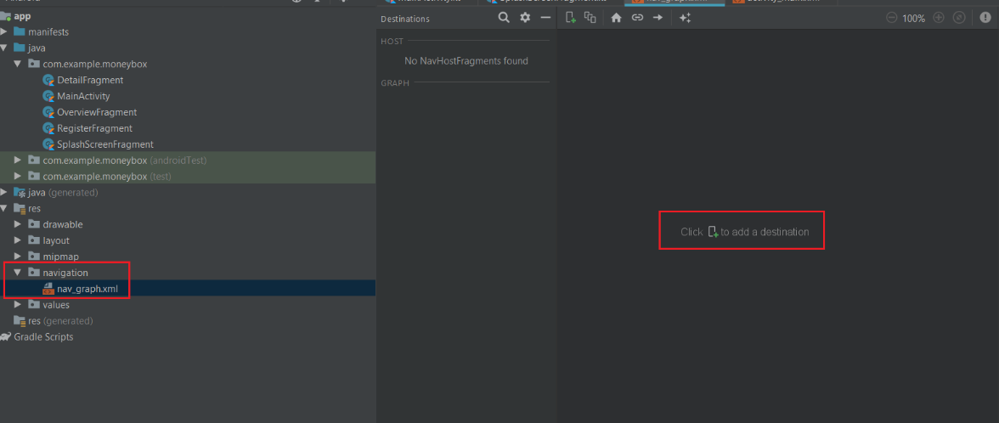 app
manifests
java
com.example.moneybox
DetailFragment
MainActivity
OverviewFragment
RegisterFragment
SplashScreenFragment
com.example.moneybox (androidTest)
com.example.moneybox (test)
java (generated)
res
drawable
layout
mipmap
navigation
nav_graph.xml
values
res (generated)
Gradle Scripts
Destinations
HOST
No NavHostFragments found
GRAPH
100%
Click to add a destination